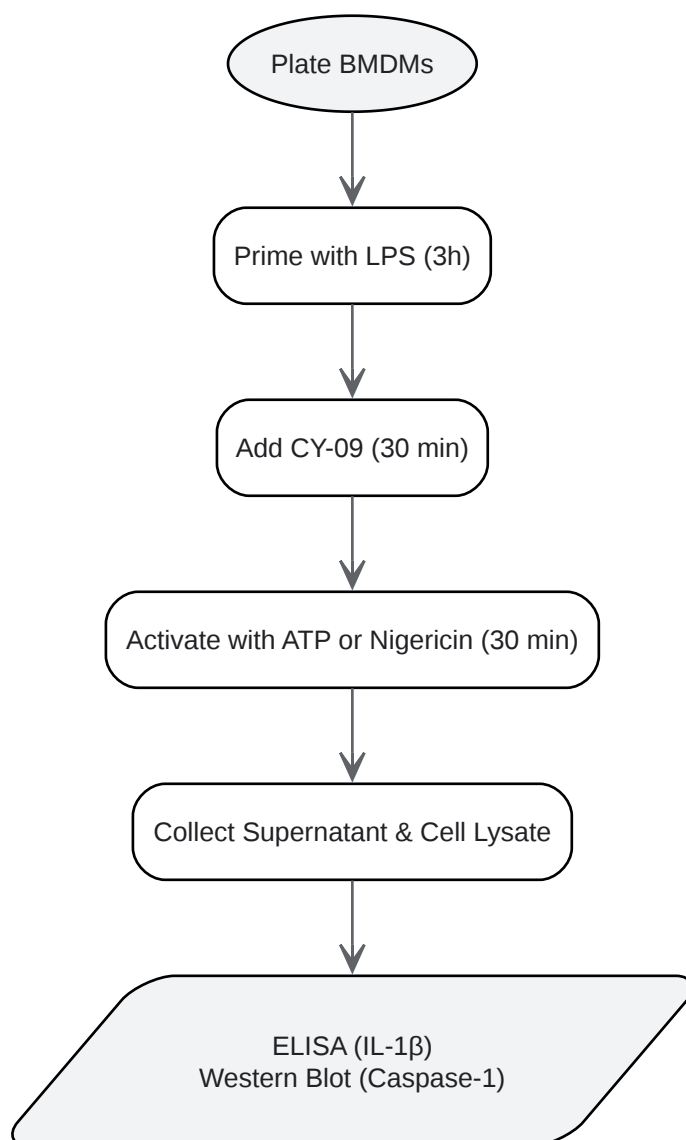 Plate BMDMs
Prime with LPS (3h)
Add CY-09 (30 min)
Activate with ATP or Nigericin (30 min)
Collect Supernatant & Cell Lysate
ELISA (IL-1β)
Western Blot (Caspase-1)